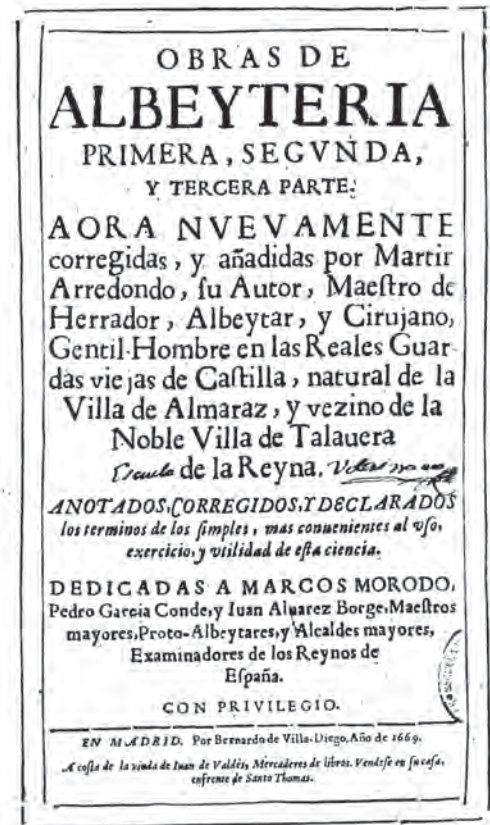 OBRAS DE
ALBEYTERIA
PRIMERA, SEGVNDA,
Y TERCERA PARTE:
AORA NVEVAMENTE
corregidas, y añadidas por Martir
Arredondo, ſu Autor, Maeſtro de
Herrador, Albeytar, y Cirujano,
Gentil-Hombre en las Reales Guar-
das viejas de Caſtilla, natural de la
Villa de Almaraz, y vezino de la
Noble Villa de Talauera
Escuela de la Reyna.
ANOTADOS, CORREGIDOS, Y DECLARADOS
los terminos de los ſimples, mas conuenientes al vſo,
exercicio, y vtilidad de eſta ciencia.
DEDICADAS A MARCOS MORODO,
Pedro Garcia Conde, y Iuan Aluarez Borge, Maeſtros
mayores, Proto-Albeytares, y Alcaldes mayores,
Examinadores de los Reynos de
Eſpaña.
CON PRIVILEGIO.
EN MADRID. Por Bernardo de Villa-Diego, Año de 1669.
A coſta de la viuda de Iuan de Valdès, Mercaderes de libros. Vendeſe en ſu caſa,
enfrente de Santo Thomas.